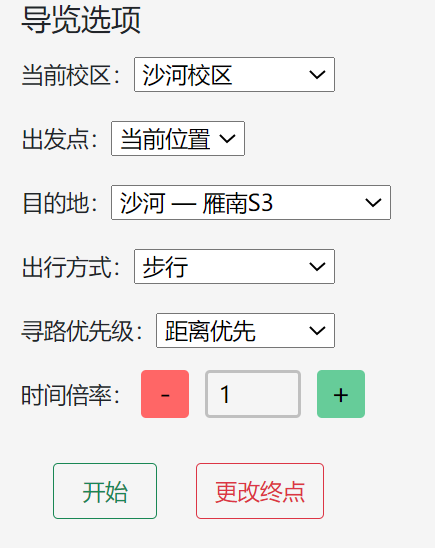 导览选项
当前校区：沙河校区
出发点：当前位置
目的地：沙河 — 雁南S3
出行方式：步行
寻路优先级：距离优先
时间倍率： - 1 +
开始 更改终点